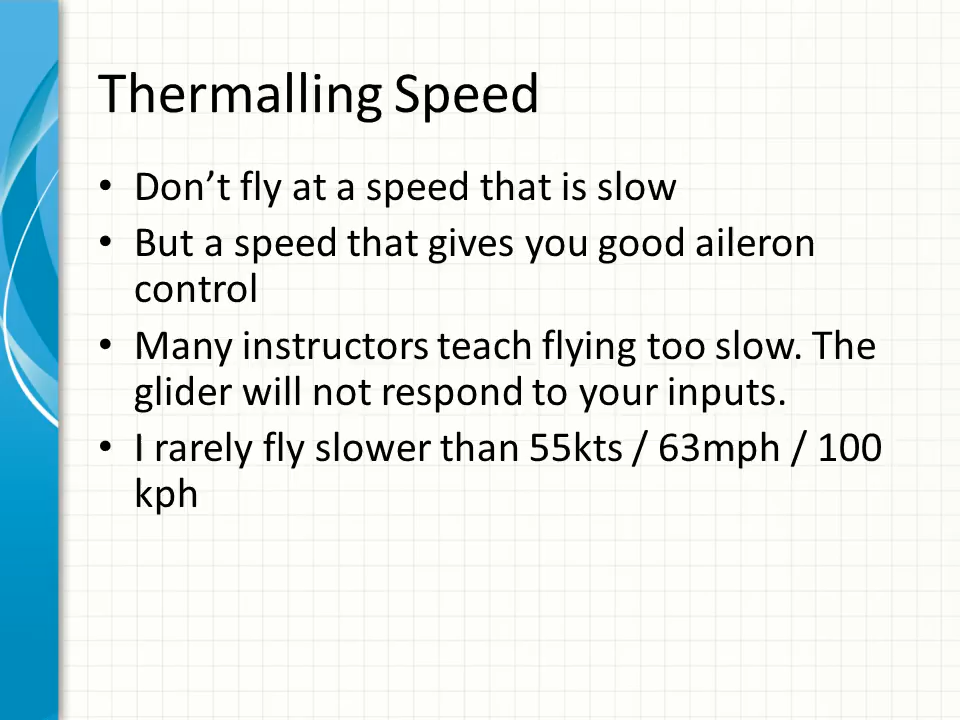 Thermalling Speed
• Don’t fly at a speed that is slow
• But a speed that gives you good aileron
control
• Many instructors teach flying too slow. The
glider will not respond to your inputs.
• I rarely fly slower than 55kts / 63mph / 100
kph